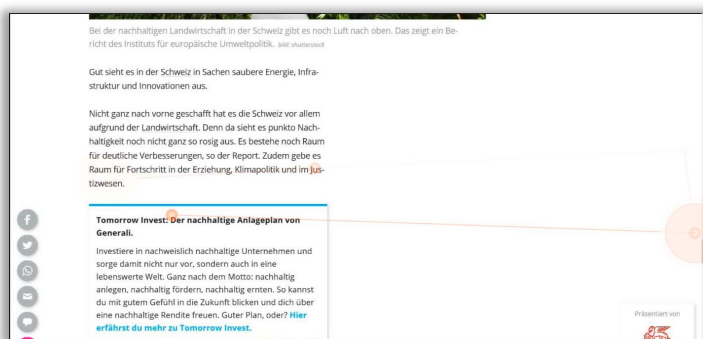 Bei der nachhaltigen Landwirtschaft in der Schweiz gibt es noch Luft nach oben. Das zeigt ein Be-
richt des Instituts für europäische Umweltpolitik. bild: shutterstock
Gut sieht es in der Schweiz in Sachen saubere Energie, Infra-
struktur und Innovationen aus.
Nicht ganz nach vorne geschafft hat es die Schweiz vor allem
aufgrund der Landwirtschaft. Denn da sieht es punkto Nach-
haltigkeit noch nicht ganz so rosig aus. Es bestehe noch Raum
für deutliche Verbesserungen, so der Report. Zudem gebe es
Raum für Fortschritt in der Erziehung, Klimapolitik und im Jus-
tizwesen.
Tomorrow Invest: Der nachhaltige Anlageplan von
Generali.
Investiere in nachweislich nachhaltige Unternehmen und
sorge damit nicht nur vor, sondern auch in eine
lebenswerte Welt. Ganz nach dem Motto: nachhaltig
anlegen, nachhaltig fördern, nachhaltig ernten. So kannst
du mit gutem Gefühl in die Zukunft blicken und dich über
eine nachhaltige Rendite freuen. Guter Plan, oder? Hier
erfährst du mehr zu Tomorrow Invest.
Präsentiert von